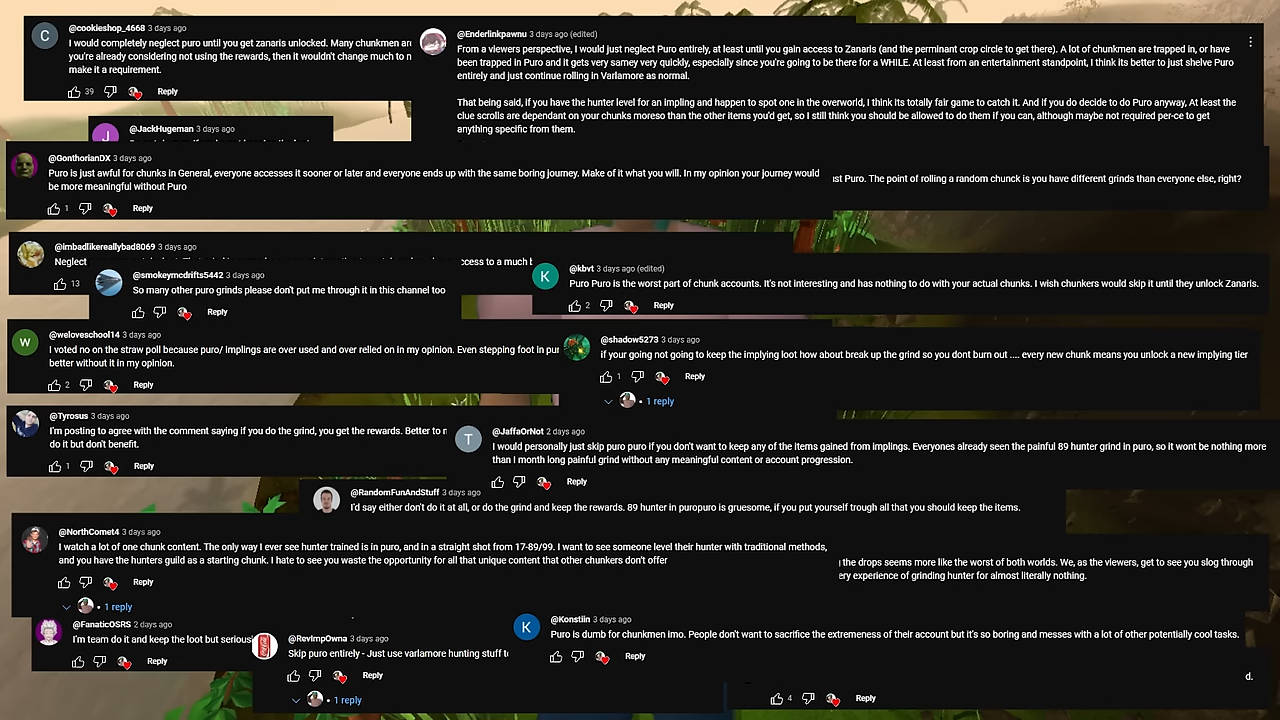 @cookieshop_4668 3 days ago
I would completely neglect puro until you get zanaris unlocked. Many chunkmen are
you're already considering not using the rewards, then it wouldn't change much to n
make it a requirement.
39 Reply
@Enderlinkpawnu 3 days ago (edited)
From a viewers perspective, I would just neglect Puro entirely, at least until you gain access to Zanaris (and the perminant crop circle to get there). A lot of chunkmen are trapped in, or have
been trapped in Puro and it gets very samey very quickly, especially since you're going to be there for a WHILE. At least from an entertainment standpoint, I think its better to just shelve Puro
entirely and just continue rolling in Varlamore as normal.
That being said, if you have the hunter level for an impling and happen to spot one in the overworld, I think its totally fair game to catch it. And if you do decide to do Puro anyway, At least the
clue scrolls are dependant on your chunks moreso than the other items you'd get, so I still think you should be allowed to do them if you can, although maybe not required per-ce to get
anything specific from them.
@JackHugeman 3 days ago
@GonthorianDX 3 days ago
Puro is just awful for chunks in General, everyone accesses it sooner or later and everyone ends up with the same boring journey. Make of it what you will. In my opinion your journey would
be more meaningful without Puro
1 Reply
ust Puro. The point of rolling a random chunck is you have different grinds than everyone else, right?
@imbadlikereallybad8069 3 days ago
Neglect
ccess to a much b
13
@smokeymcdrifts5442 3 days ago
So many other puro grinds please don't put me through it in this channel too
Reply
@kbvt 3 days ago (edited)
Puro Puro is the worst part of chunk accounts. It's not interesting and has nothing to do with your actual chunks. I wish chunkers would skip it until they unlock Zanaris.
2 Reply
@weloveschool14 3 days ago
I voted no on the straw poll because puro/ Implings are over used and over relied on in my opinion. Even stepping foot in pur
better without it in my opinion.
2 Reply
@shadow5273 3 days ago
if your going not going to keep the implying loot how about break up the grind so you dont burn out .... every new chunk means you unlock a new implying tier
1 Reply
1 reply
@Tyrosus 3 days ago
I'm posting to agree with the comment saying if you do the grind, you get the rewards. Better to n
do it but don't benefit.
1 Reply
@JaffaOrNot 2 days ago
I would personally just skip puro puro if you don't want to keep any of the items gained from implings. Everyones already seen the painful 89 hunter grind in puro, so it wont be nothing more
than I month long painful grind without any meaningful content or account progression.
Reply
@RandomFunAndStuff 3 days ago
I'd say either don't do it at all, or do the grind and keep the rewards. 89 hunter in puropuro is gruesome, if you put yourself trough all that you should keep the items.
@NorthComet4 3 days ago
I watch a lot of one chunk content. The only way I ever see hunter trained is in puro, and in a straight shot from 17-89/99. I want to see someone level their hunter with traditional methods,
and you have the hunters guild as a starting chunk. I hate to see you waste the opportunity for all that unique content that other chunkers don't offer
Reply
1 reply
g the drops seems more like the worst of both worlds. We, as the viewers, get to see you slog through
ery experience of grinding hunter for almost literally nothing.
@FanaticOSRS 2 days ago
I'm team do it and keep the loot but serious
Reply
@RevImpOwna 3 days ago
Skip puro entirely - Just use varlamore hunting stuff to
Reply
1 reply
@Konstiin 3 days ago
Puro is dumb for chunkmen imo. People don't want to sacrifice the extremeness of their account but it's so boring and messes with a lot of other potentially cool tasks.
Reply
d.
4 Reply